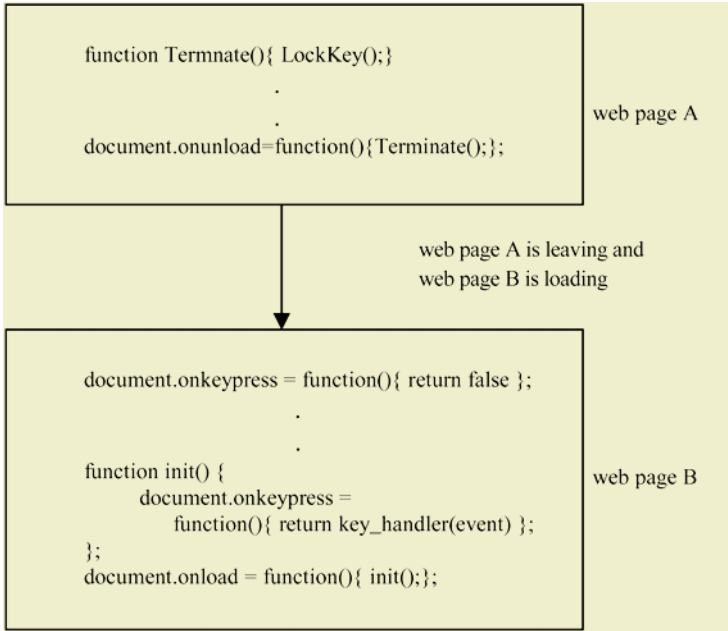 function Termnate(){ LockKey();}
.
.
document.onunload=function(){Terminate();};
web page A
web page A is leaving and
web page B is loading
document.onkeypress = function(){ return false };
.
.
function init() {
document.onkeypress =
function(){ return key_handler(event) };
};
document.onload = function(){ init();};
web page B